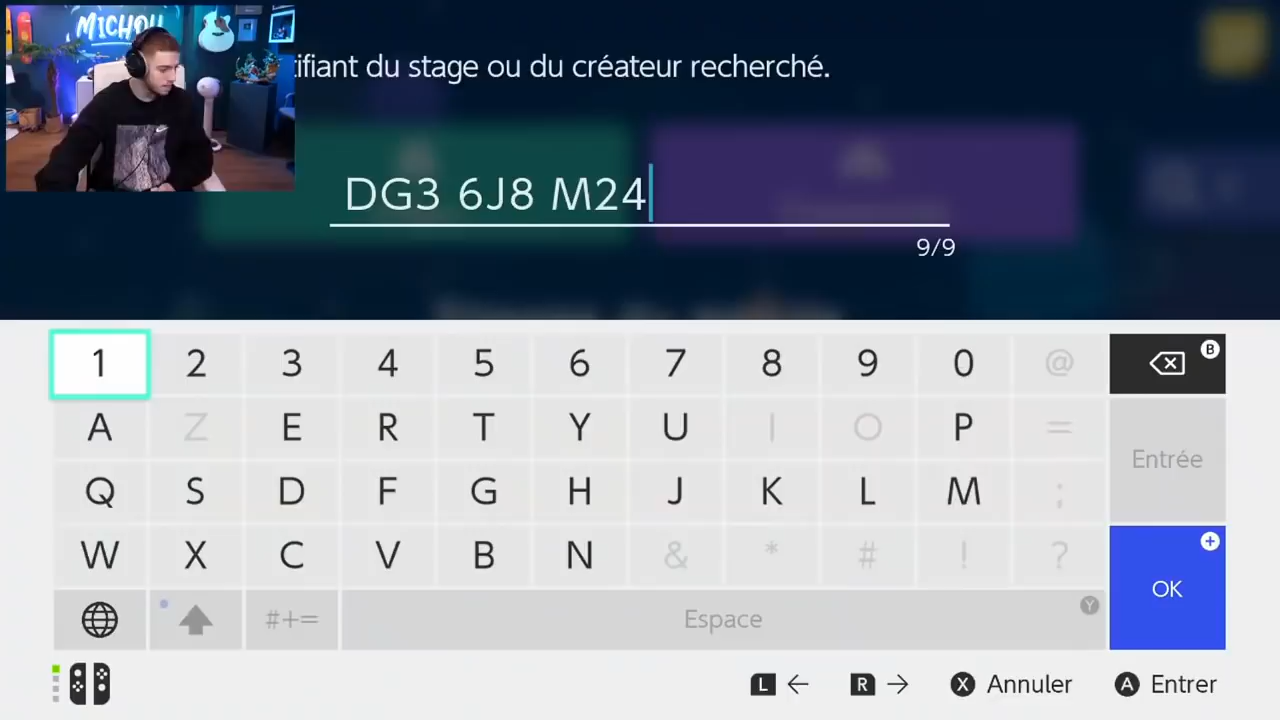 MICHOU
tifiant du stage ou du créateur recherché.
DG3 6J8 M24
9/9
1 2 3 4 5 6 7 8 9 0 @ B
A Z E R T Y U I O P = Entrée
Q S D F G H J K L M ;
W X C V B N & * # ! ? OK +
#+= Espace Y
L ← R → X Annuler A Entrer